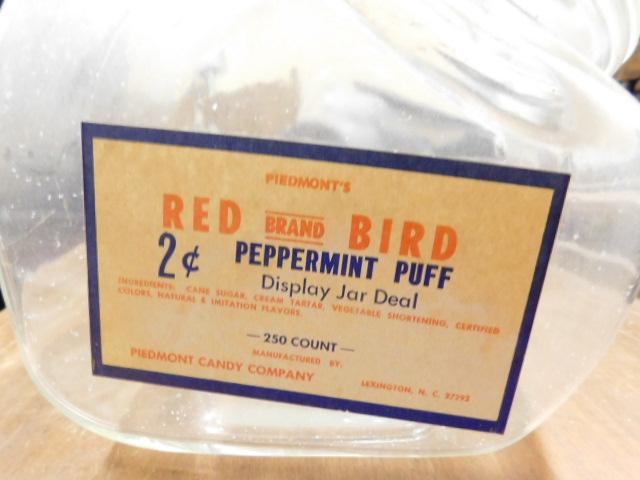 PIEDMONT'S
RED BRAND BIRD
2¢ PEPPERMINT PUFF
Display Jar Deal
INGREDIENTS: CANE SUGAR, CREAM TARTAR, VEGETABLE SHORTENING, CERTIFIED
COLORS, NATURAL & IMITATION FLAVORS.
— 250 COUNT —
MANUFACTURED BY:
PIEDMONT CANDY COMPANY
LEXINGTON, N. C. 27292